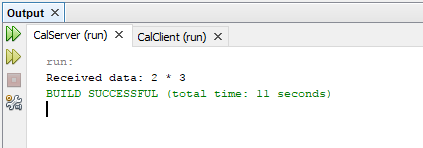 Output
CalServer (run)
CalClient (run)
run:
Received data: 2 * 3
BUILD SUCCESSFUL (total time: 11 seconds)